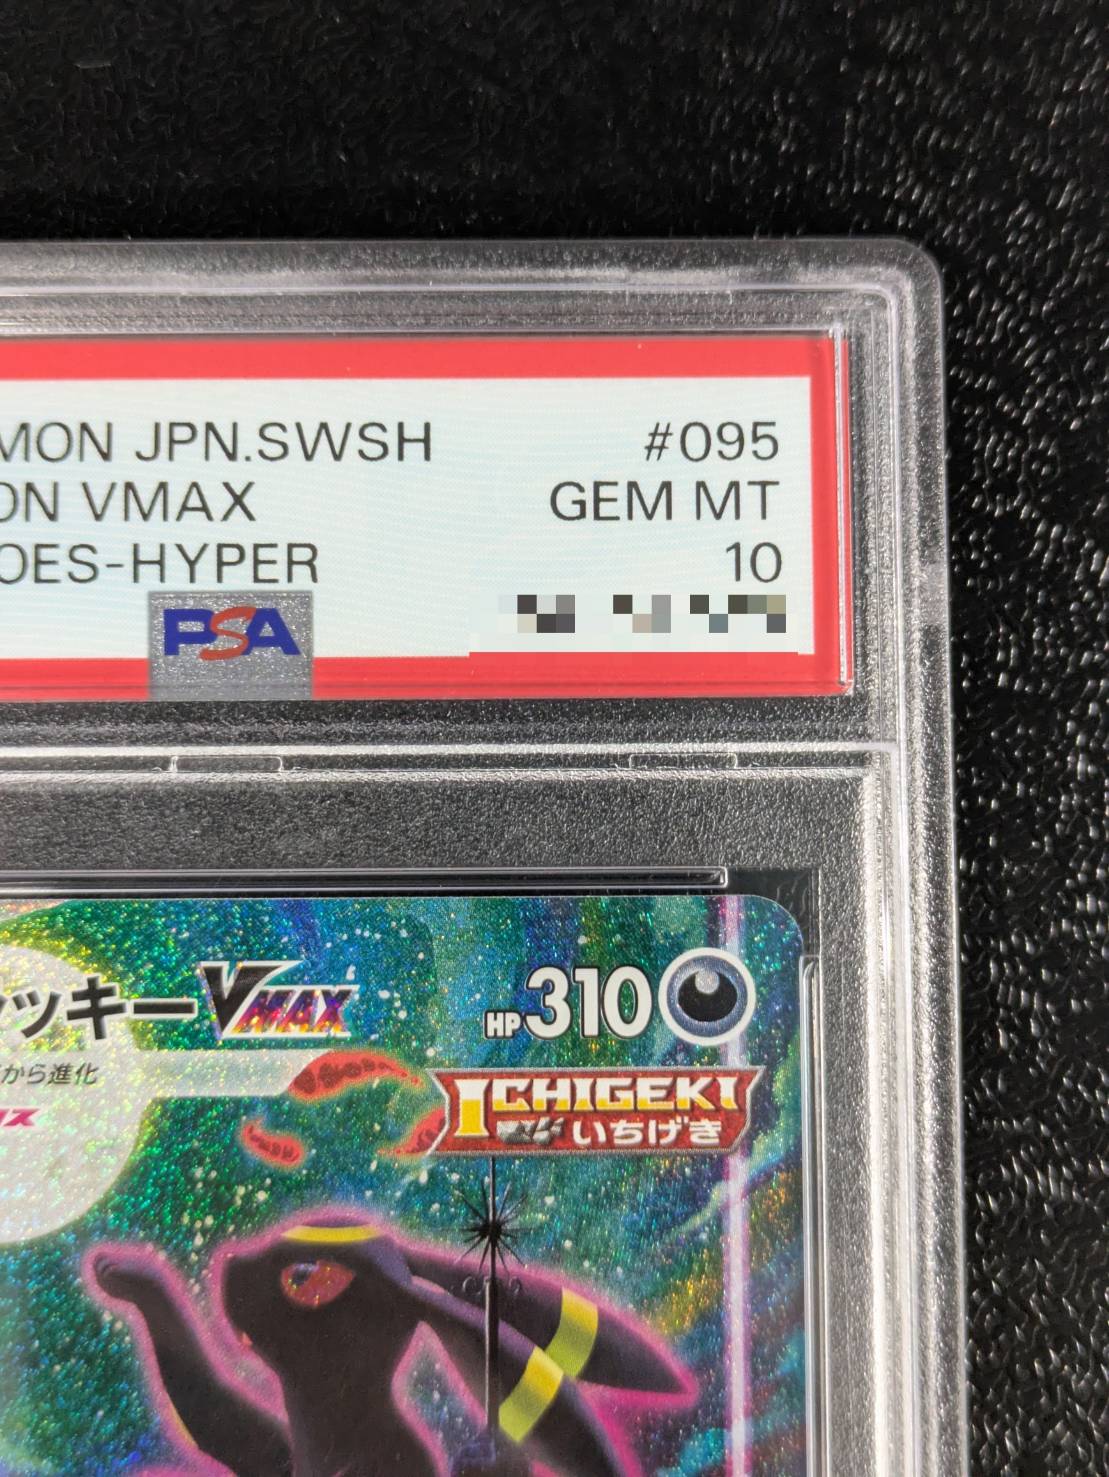 MON JPN.SWSH #095
ON VMAX GEM MT
OES-HYPER 10
PSA
ッキーVMAX HP310
から進化
ICHIGEKI
いちげき